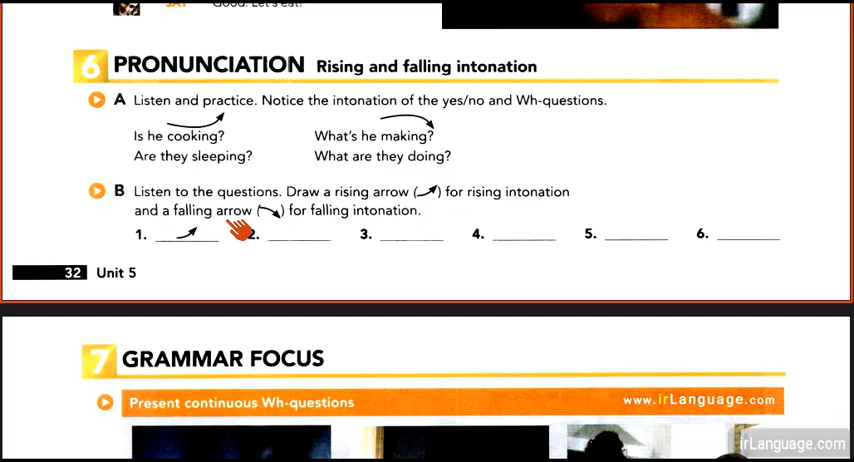 SAY Good. Let's eat!
6 PRONUNCIATION Rising and falling intonation
A Listen and practice. Notice the intonation of the yes/no and Wh-questions.
Is he cooking? What's he making?
Are they sleeping? What are they doing?
B Listen to the questions. Draw a rising arrow ( ) for rising intonation
and a falling arrow ( ) for falling intonation.
1. 2. 3. 4. 5. 6.
32 Unit 5
7 GRAMMAR FOCUS
Present continuous Wh-questions www.irLanguage.com
irLanguage.com